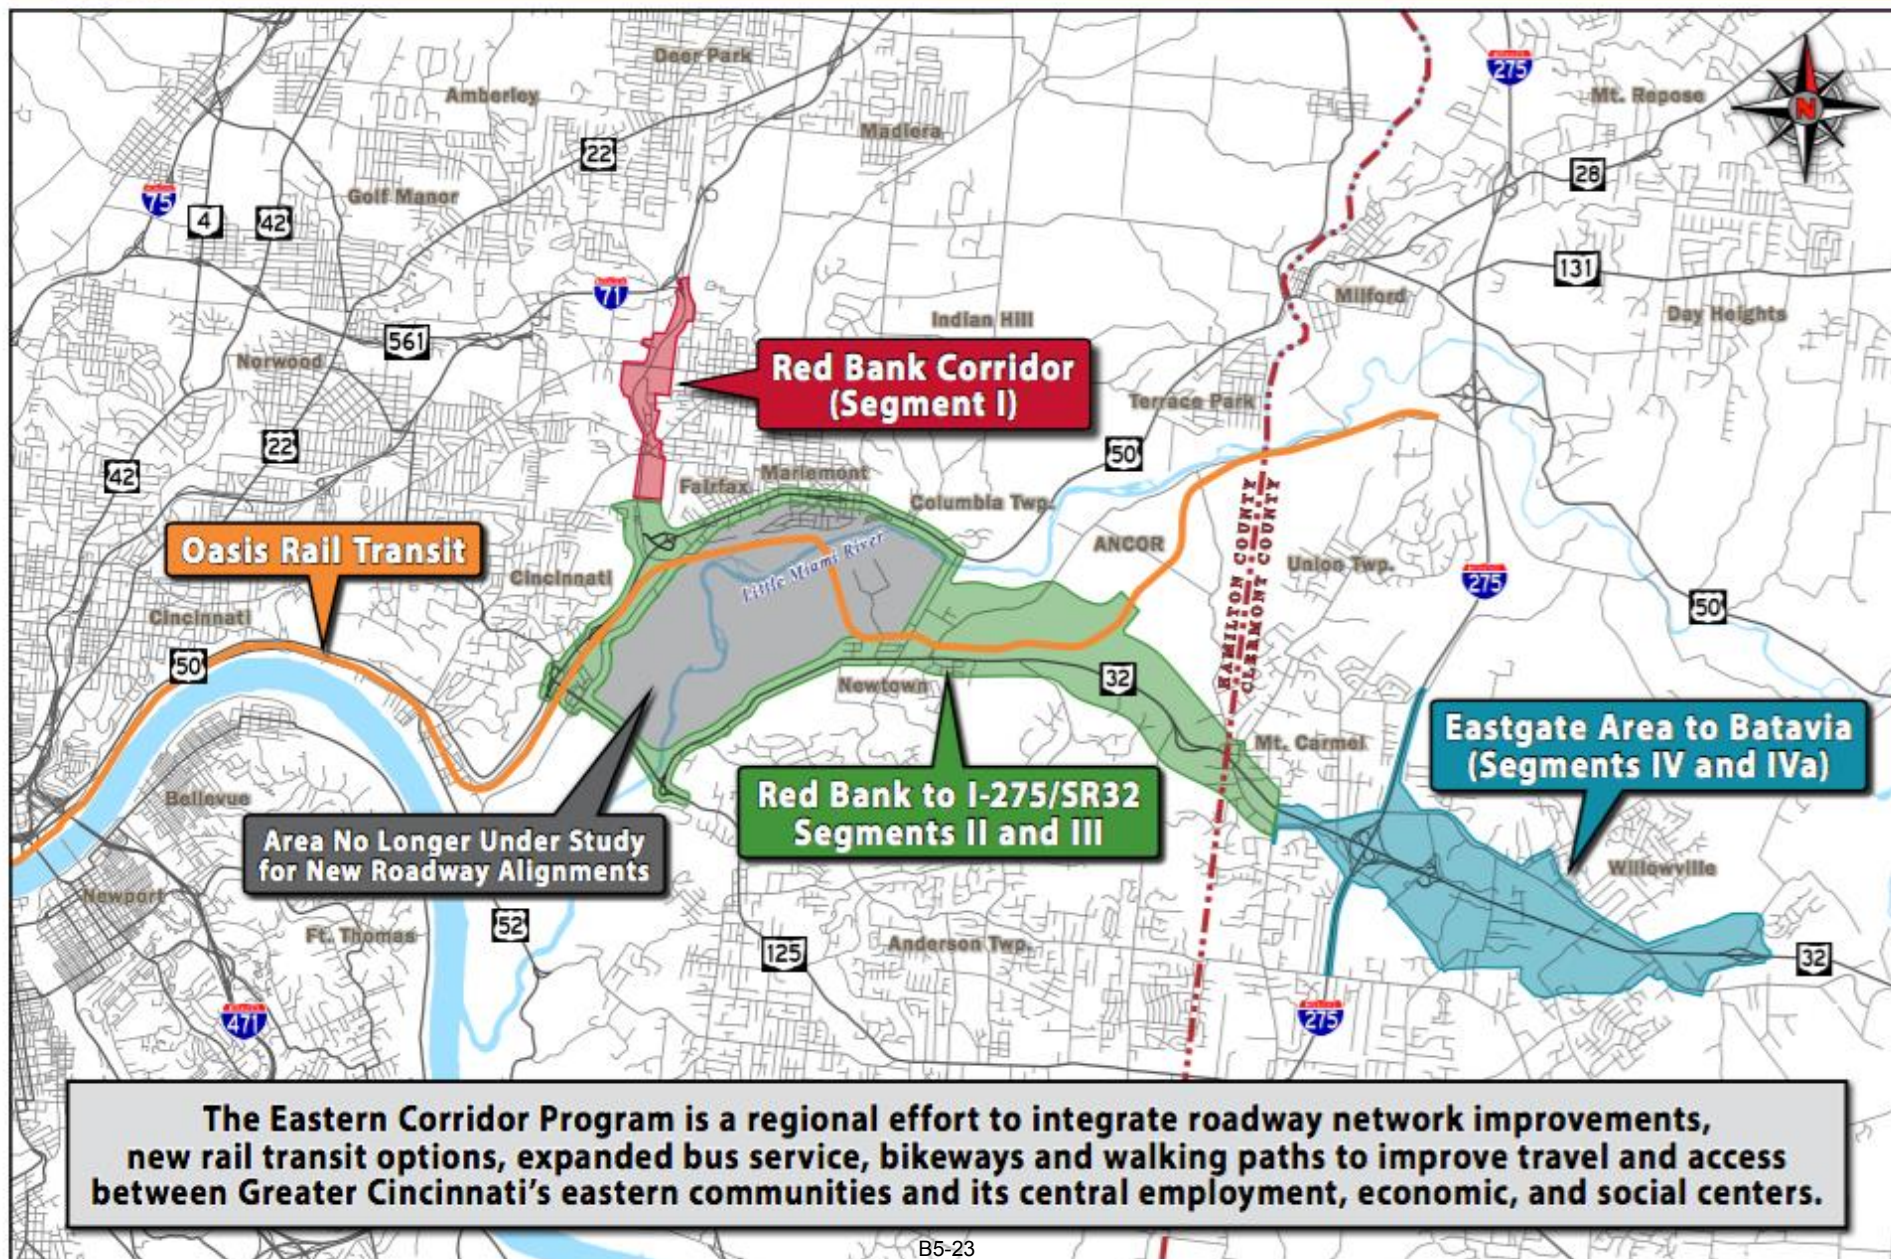 Deer Park
275
Mt. Repose
N
Amberley
Madiera
22
28
75
4
42
Golf Manor
131
71
Milford
Indian Hill
Day Heights
561
Norwood
Red Bank Corridor
(Segment I)
Terrace Park
22
50
42
Mariemont
Fairfax
Columbia Twp.
HAMILTON COUNTY
CLERMONT COUNTY
Oasis Rail Transit
ANCOR
Little Miami River
Union Twp.
Cincinnati
275
Cincinnati
50
50
Newtown
32
Mt. Carmel
Eastgate Area to Batavia
(Segments IV and IVa)
Red Bank to I-275/SR32
Segments II and III
Bellevue
Area No Longer Under Study
for New Roadway Alignments
Willowville
Newport
52
Ft. Thomas
125
Anderson Twp.
32
471
275
The Eastern Corridor Program is a regional effort to integrate roadway network improvements,
new rail transit options, expanded bus service, bikeways and walking paths to improve travel and access
between Greater Cincinnati's eastern communities and its central employment, economic, and social centers.
B5-23